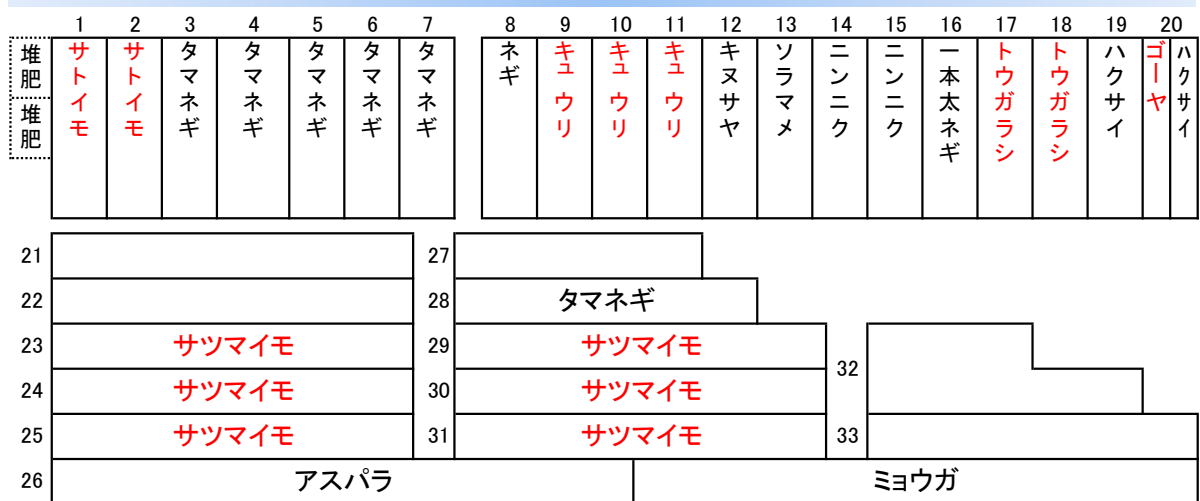 1 2 3 4 5 6 7 8 9 10 11 12 13 14 15 16 17 18 19 20
堆肥
堆肥
サトイモ
サトイモ
タマネギ
タマネギ
タマネギ
タマネギ
タマネギ
ネギ
キュウリ
キュウリ
キュウリ
キヌサヤ
ソラマメ
ニンニク
ニンニク
一本太ネギ
トウガラシ
トウガラシ
ハクサイ
ゴーヤ
ハクサイ
21 27
22 28 タマネギ
23 サツマイモ 29 サツマイモ
32
24 サツマイモ 30 サツマイモ
25 サツマイモ 31 サツマイモ 33
26 アスパラ ミョウガ